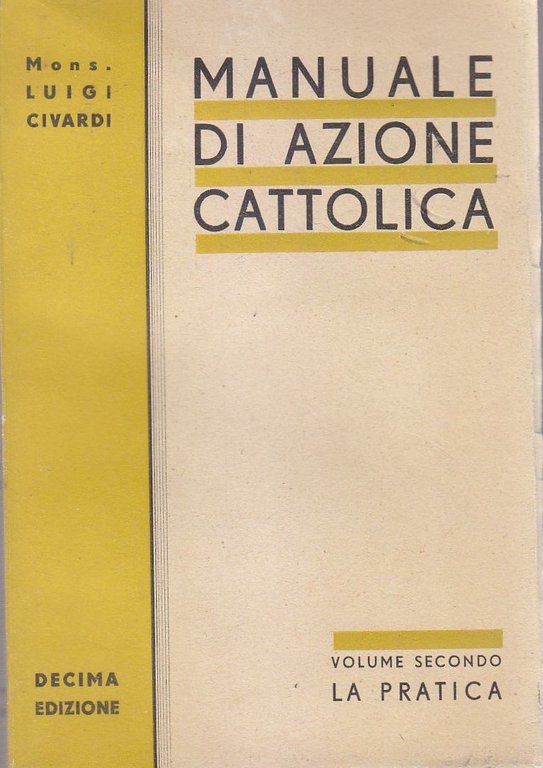 Mons.
LUIGI
CIVARDI
MANUALE
DI AZIONE
CATTOLICA
VOLUME SECONDO
LA PRATICA
DECIMA
EDIZIONE